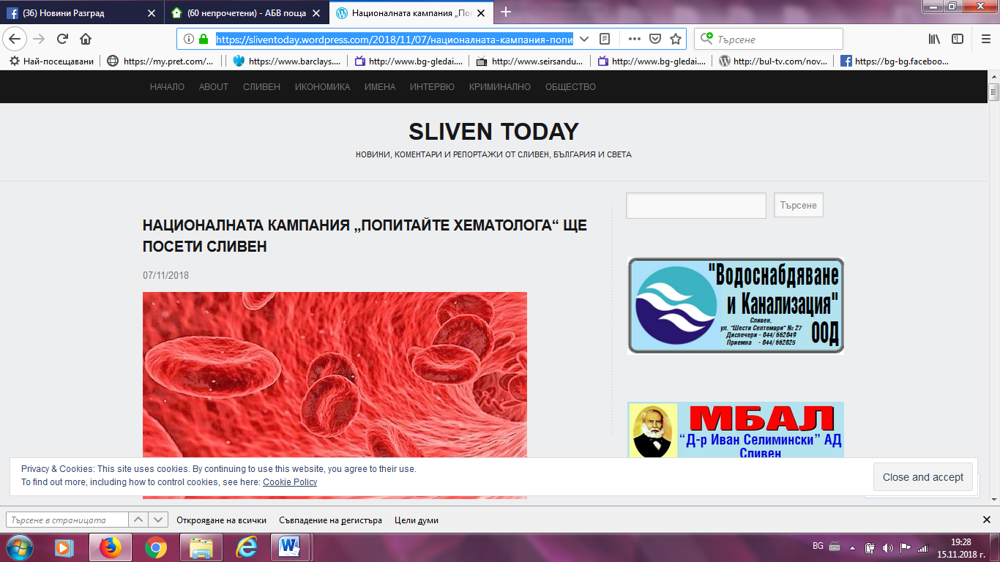 (36) Новини Разград
(60 непрочетени) - АБВ поща
Националната кампания „Поп
https://sliventoday.wordpress.com/2018/11/07/националната-кампания-попи
Търсене
Най-посещавани
https://my.pret.com/...
https://www.barclays....
http://www.bg-gledai....
http://www.seirsandu...
http://www.bg-gledai....
http://bul-tv.com/nov...
https://bg-bg.faceboo...
НАЧАЛО ABOUT СЛИВЕН ИКОНОМИКА ИМЕНА ИНТЕРВЮ КРИМИНАЛНО ОБЩЕСТВО
SLIVEN TODAY
НОВИНИ, КОМЕНТАРИ И РЕПОРТАЖИ ОТ СЛИВЕН, БЪЛГАРИЯ И СВЕТА
НАЦИОНАЛНАТА КАМПАНИЯ „ПОПИТАЙТЕ ХЕМАТОЛОГА“ ЩЕ
ПОСЕТИ СЛИВЕН
07/11/2018
Търсене
"Водоснабдяване
и Канализация"
Сливен,
ул. "Шести Септември" № 27
Диспечери - 044/ 662049
Приемна - 044/ 662825
ООД
МБАЛ
“Д-р Иван Селимински” АД
Сливен
Privacy & Cookies: This site uses cookies. By continuing to use this website, you agree to their use.
To find out more, including how to control cookies, see here: Cookie Policy
Close and accept
Търсене в страницата
Открояване на всички
Съвпадение на регистъра
Цели думи
BG
19:28
15.11.2018 г.